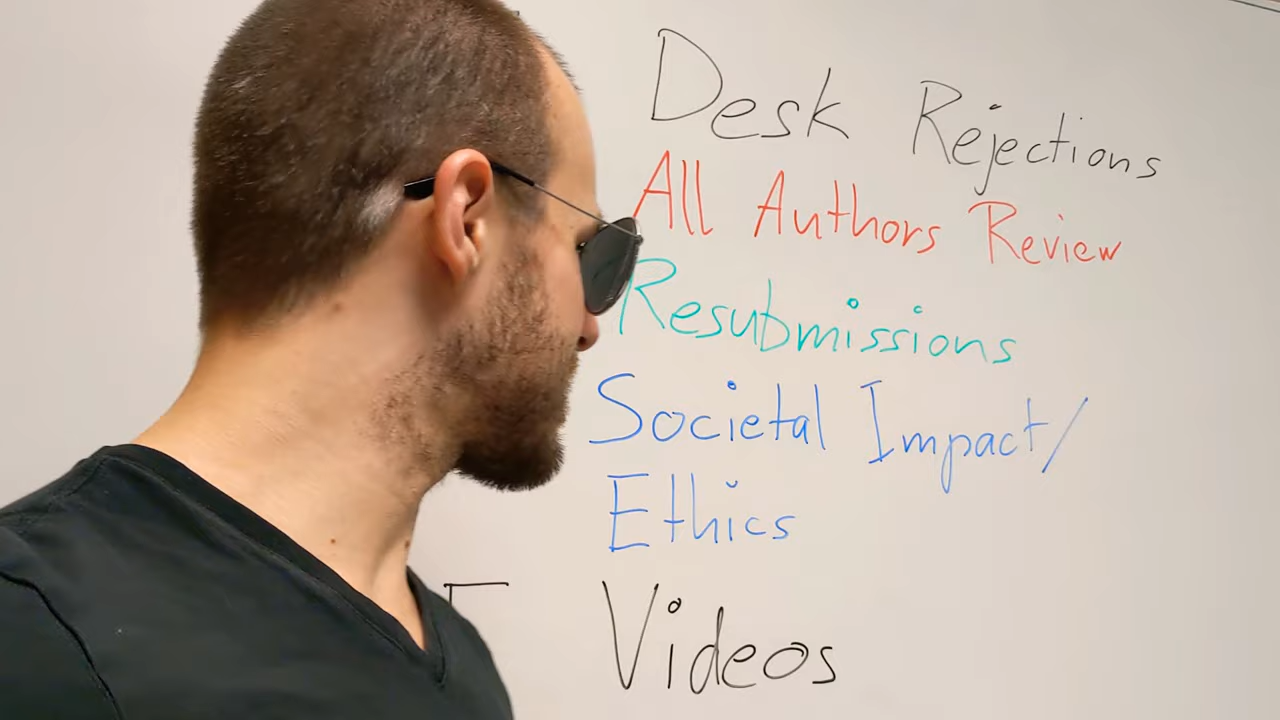 Desk Rejections
All Authors Review
Resubmissions
Societal Impact/
Ethics
Videos